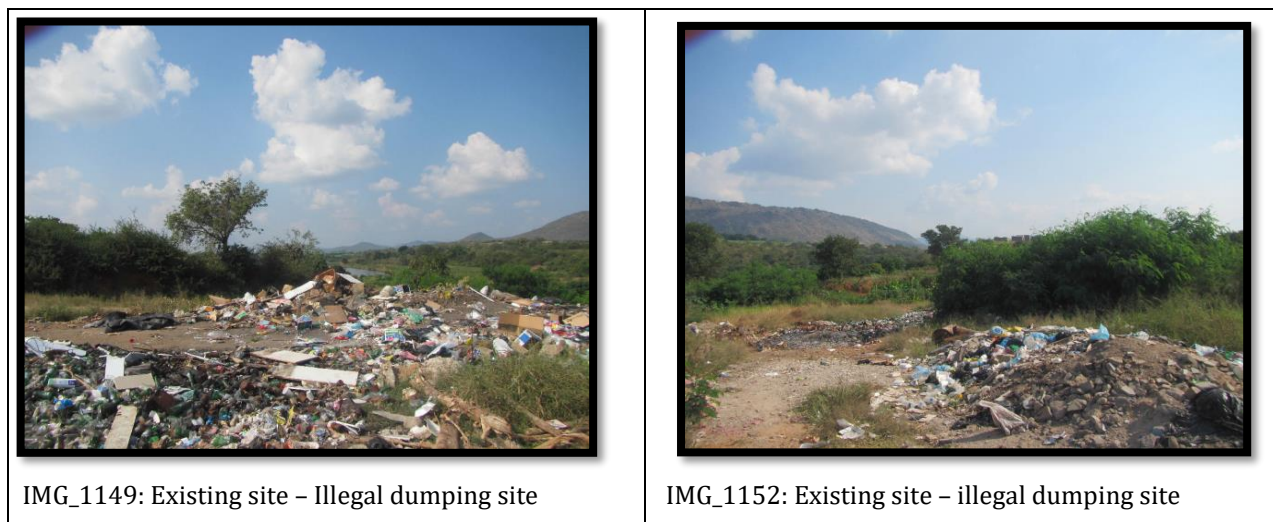 IMG_1149: Existing site – Illegal dumping site
IMG_1152: Existing site – illegal dumping site